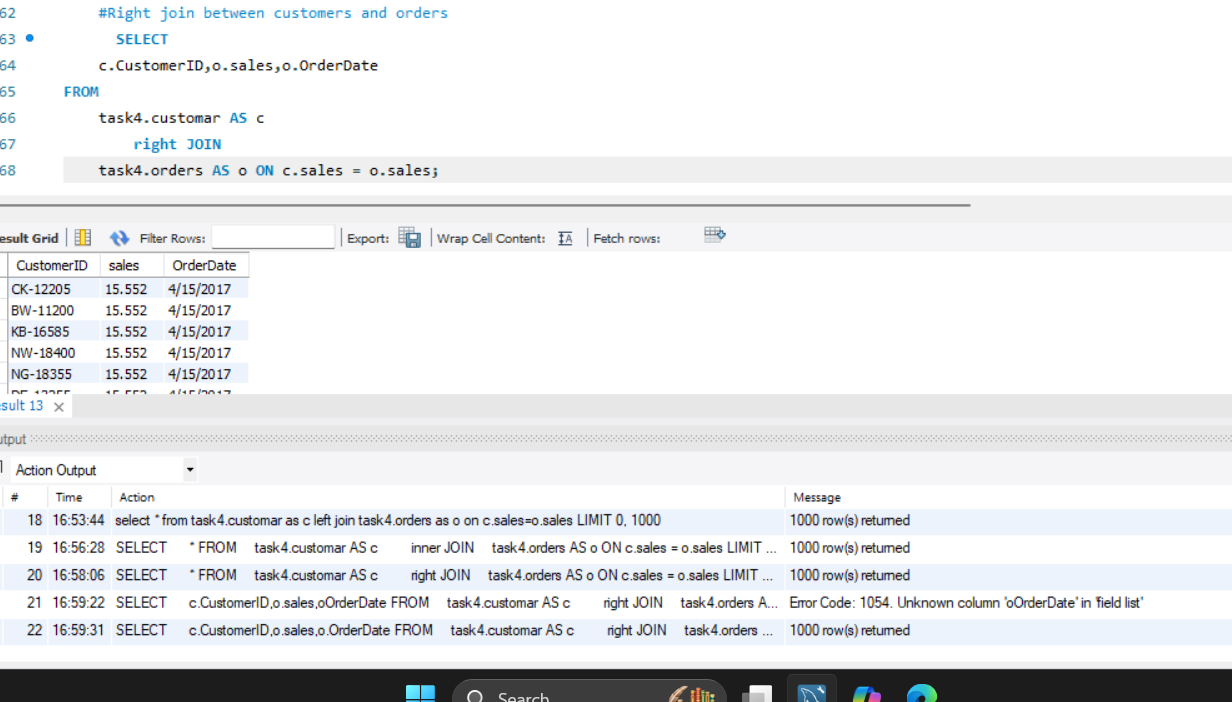 62 #Right join between customers and orders
63 SELECT
64 c.CustomerID,o.sales,o.OrderDate
65 FROM
66 task4.customar AS c
67 right JOIN
68 task4.orders AS o ON c.sales = o.sales;
esult Grid Filter Rows: Export: Wrap Cell Content: Fetch rows:
CustomerID sales OrderDate
CK-12205 15.552 4/15/2017
BW-11200 15.552 4/15/2017
KB-16585 15.552 4/15/2017
NW-18400 15.552 4/15/2017
NG-18355 15.552 4/15/2017
esult 13
utput
Action Output
# Time Action Message
18 16:53:44 select * from task4.customar as c left join task4.orders as o on c.sales=o.sales LIMIT 0, 1000 1000 row(s) returned
19 16:56:28 SELECT * FROM task4.customar AS c inner JOIN task4.orders AS o ON c.sales = o.sales LIMIT ... 1000 row(s) returned
20 16:58:06 SELECT * FROM task4.customar AS c right JOIN task4.orders AS o ON c.sales = o.sales LIMIT ... 1000 row(s) returned
21 16:59:22 SELECT c.CustomerID,o.sales,oOrderDate FROM task4.customar AS c right JOIN task4.orders A... Error Code: 1054. Unknown column 'oOrderDate' in 'field list'
22 16:59:31 SELECT c.CustomerID,o.sales,o.OrderDate FROM task4.customar AS c right JOIN task4.orders ... 1000 row(s) returned
Search